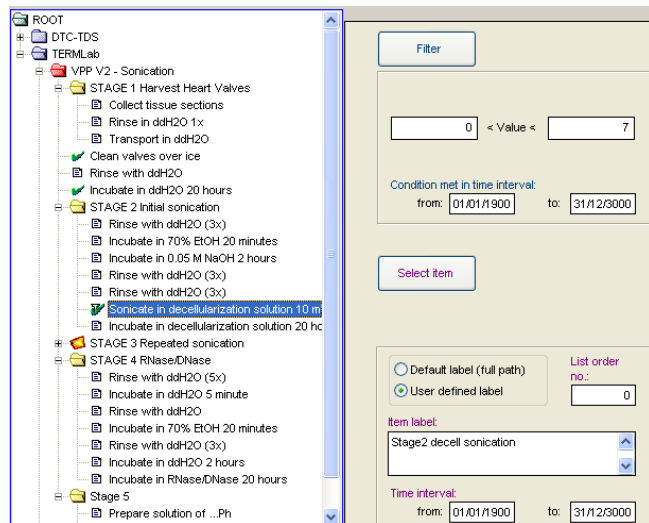 ROOT
DTC-TDS
TERMLab
VPP V2 - Sonication
STAGE 1 Harvest Heart Valves
Collect tissue sections
Rinse in ddH2O 1x
Transport in ddH2O
Clean valves over ice
Rinse with ddH2O
Incubate in ddH2O 20 hours
STAGE 2 Initial sonication
Rinse with ddH2O (3x)
Incubate in 70% EtOH 20 minutes
Incubate in 0.05 M NaOH 2 hours
Rinse with ddH2O (3x)
Rinse with ddH2O (3x)
Sonicate in decellularization solution 10 m
Incubate in decellularization solution 20 ho
STAGE 3 Repeated sonication
STAGE 4 RNase/DNase
Rinse with ddH2O (5x)
Incubate in ddH2O 5 minute
Rinse with ddH2O
Incubate in 70% EtOH 20 minutes
Rinse with ddH2O (3x)
Incubate in ddH2O 2 hours
Incubate in RNase/DNase 20 hours
Stage 5
Prepare solution of ...Ph
Filter
0 < Value < 7
Condition met in time interval:
from: 01/01/1900 to: 31/12/3000
Select item
Default label (full path)
User defined label
List order
no.:
0
Item label:
Stage2 decell sonication
Time interval:
from: 01/01/1900 to: 31/12/3000